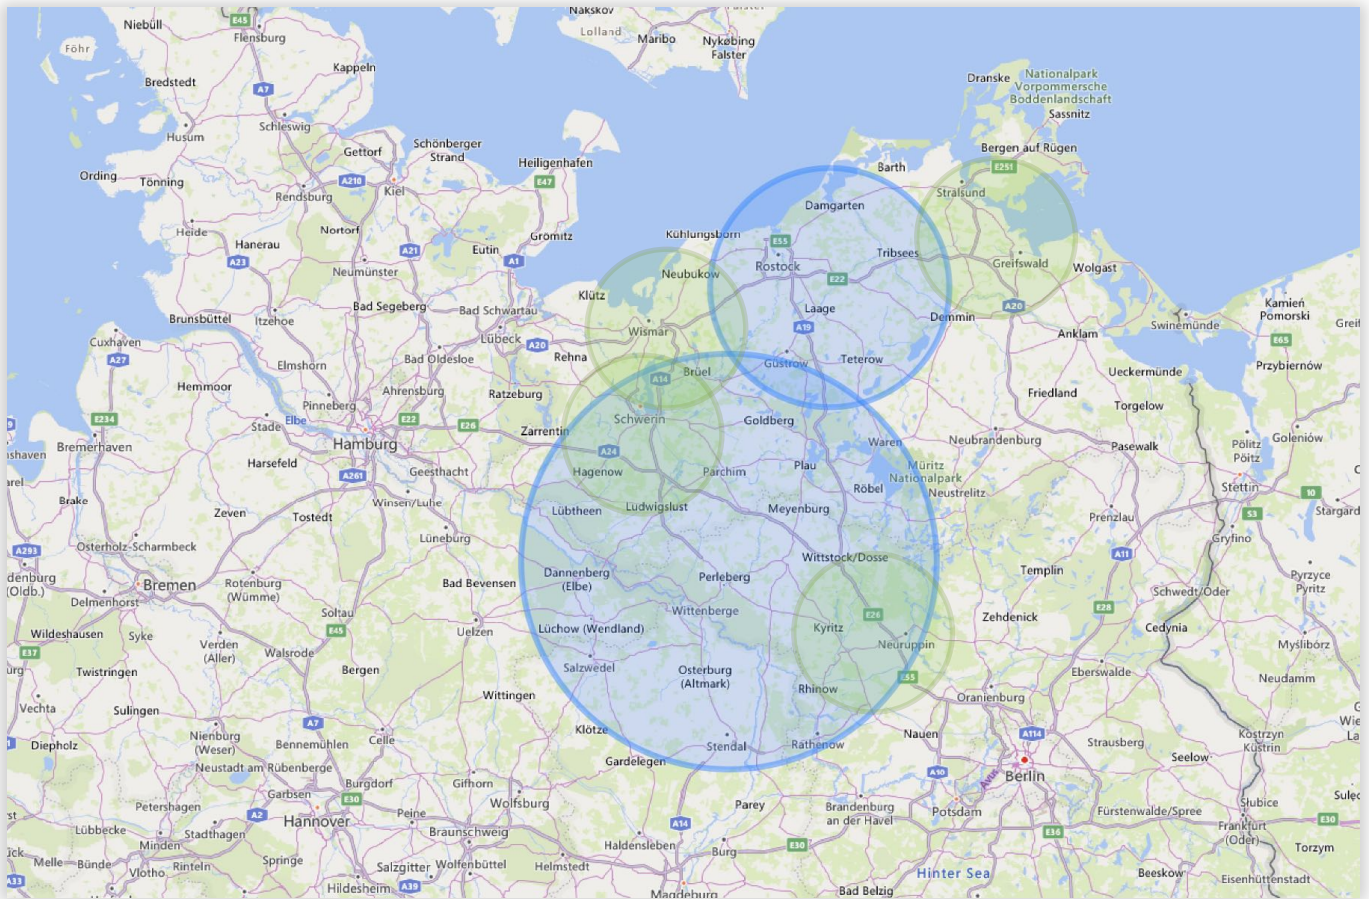 Niebüll
E45
Flensburg
Nakskov
Lolland
Maribo
Nykøbing
Falster
Föhr
Kappeln
Bredstedt
A7
Dranske
Nationalpark
Vorpommersche
Boddenlandschaft
Sassnitz
Husum
Schleswig
Gettorf
Schönberger
Strand
Heiligenhafen
E47
Barth
Bergen auf Rügen
E251
Ording
Tönning
Rendsburg
A210
Kiel
Stralsund
Damgarten
Heide
Hanerau
A23
Nortorf
A21
Eutin
Grömitz
A1
Kühlungsborn
E55
Rostock
Tribsees
E22
Greifswald
Wolgast
Neumünster
Neubukow
Klütz
Bad Segeberg
Bad Schwartau
Laage
A19
Demmin
A20
Anklam
Swinemünde
Kamień
Pomorski
Brunsbüttel
Itzehoe
Lübeck
A20
Wismar
E65
Cuxhaven
A27
Elmshorn
Bad Oldesloe
Rehna
Brüel
Güstrow
Teterow
Ueckermünde
Przybiernów
Hemmoor
Pinneberg
Ahrensburg
Ratzeburg
A14
Friedland
Torgelow
E234
Stade
Elbe
E22
E26
Hamburg
Zarrentin
Schwerin
Goldberg
Waren
Neubrandenburg
Pasewalk
Pölitz
Póitz
Goleniów
Bremerhaven
Harsefeld
A261
Geesthacht
A24
Hagenow
Parchim
Plau
Müritz
Nationalpark
Röbel
Neustrelitz
Stettin
10
Brake
Zeven
Tostedt
Winsen/Luhe
Lübtheen
Ludwigslust
Meyenburg
Prenzlau
S3
Stargard
A293
Osterholz-Scharmbeck
Lüneburg
Wittstock/Dosse
A11
Gryfino
Bremen
Delmenhorst
Rotenburg
(Wümme)
Bad Bevensen
Dannenberg
(Elbe)
Perleberg
Templin
Pyrzyce
Pyritz
Schwedt/Oder
E28
Wildeshausen
Syke
Soltau
E45
Uelzen
Wittenberge
Lüchow (Wendland)
E26
Kyritz
Neuruppin
Zehdenick
Cedynia
Myślibórz
E37
Verden
(Aller)
Walsrode
Bergen
Salzwedel
Osterburg
(Altmark)
E55
Rhinow
Eberswalde
Neudamm
Twistringen
Wittingen
Oranienburg
Vechta
Sulingen
A7
Klötze
Diepholz
Nienburg
(Weser)
Bennemühlen
Celle
Stendal
Rathenow
Nauen
A114
Strausberg
Kostrzyn
Küstrin
Neustadt am Rübenberge
Gardelegen
Seelow
Garbsen
Burgdorf
Gifhorn
A10
AVUS
Berlin
Petershagen
A2
E30
Hannover
Peine
Wolfsburg
Parey
Brandenburg
an der Havel
Potsdam
Fürstenwalde/Spree
Słubice
Lübbecke
Stadthagen
Minden
Braunschweig
A14
Haldensleben
E30
E36
Frankfurt
(Oder)
E30
Torzym
Melle
Bünde
Vlotho
Rinteln
Springe
Salzgitter
Wolfenbüttel
Helmstedt
Burg
Hinter Sea
Beeskow
Eisenhüttenstadt
A33
Hildesheim
A39
Magdeburg
Bad Belzig